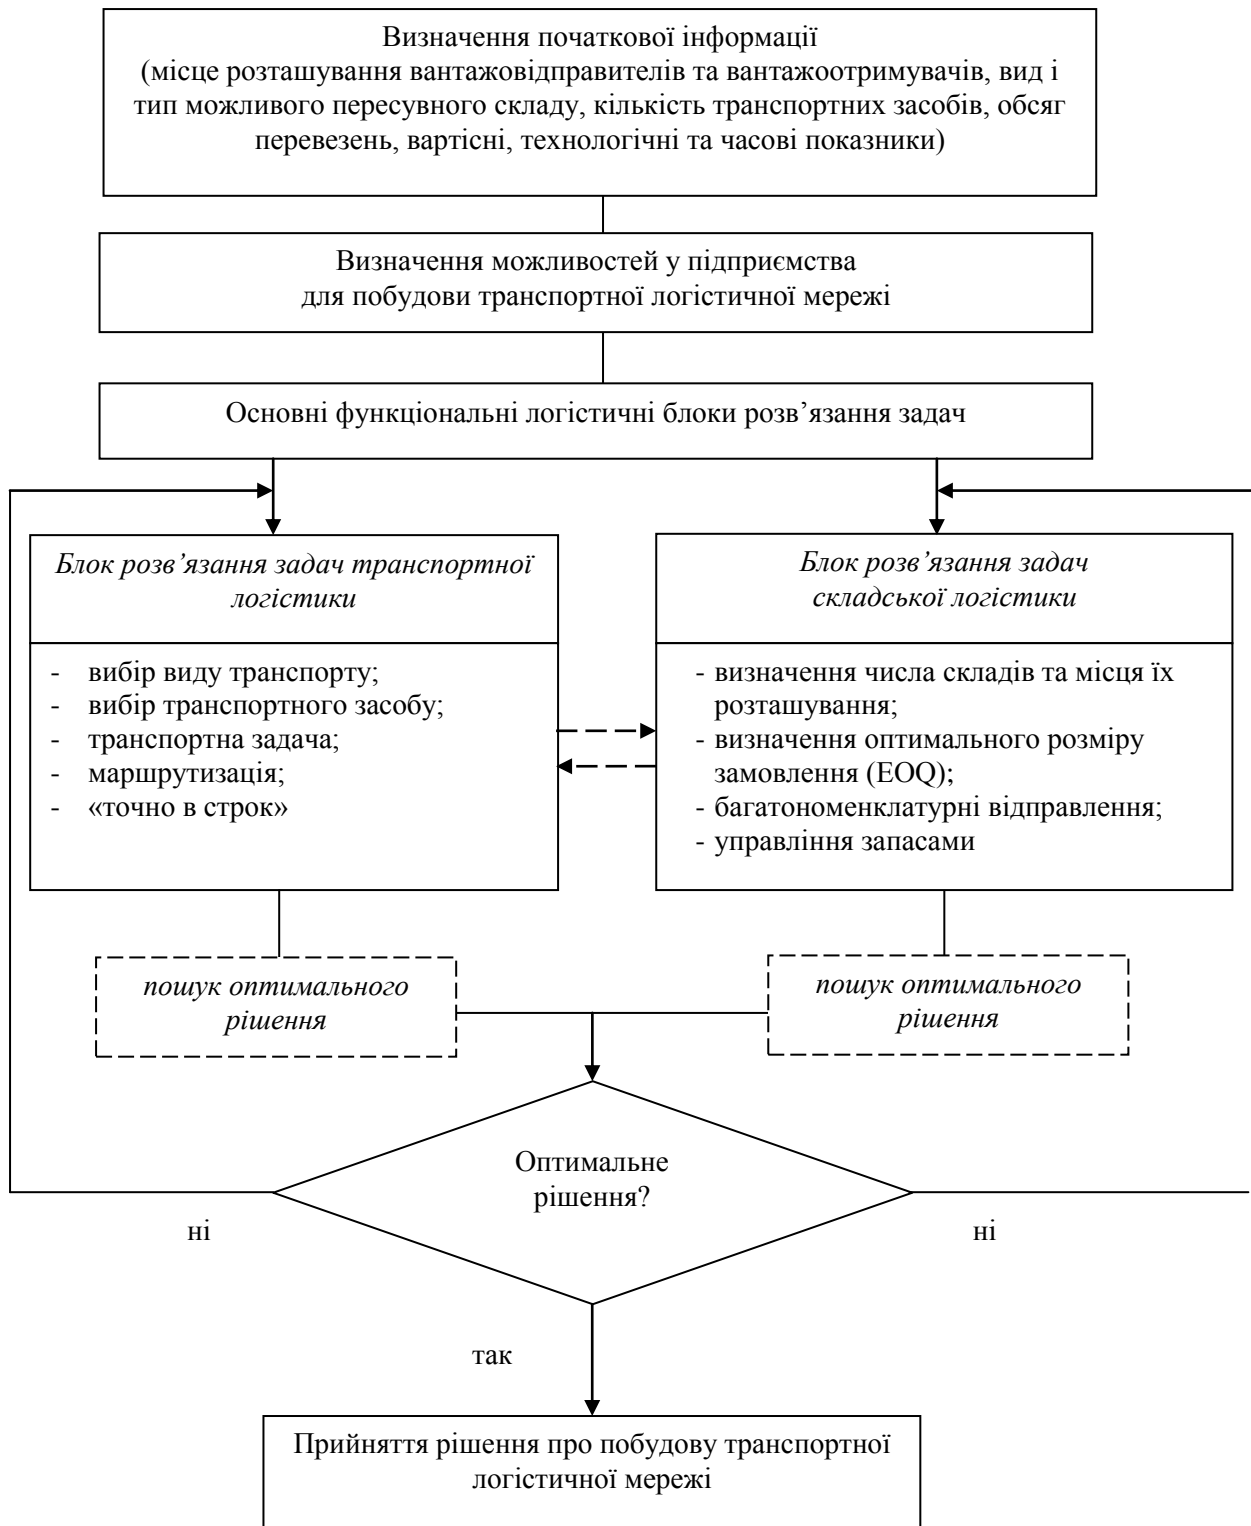 Визначення початкової інформації
(місце розташування вантажовідправителів та вантажоотримувачів, вид і
тип можливого пересувного складу, кількість транспортних засобів, обсяг
перевезень, вартісні, технологічні та часові показники)
Визначення можливостей у підприємства
для побудови транспортної логістичної мережі
Основні функціональні логістичні блоки розв’язання задач
Блок розв’язання задач транспортної
логістики
- вибір виду транспорту;
- вибір транспортного засобу;
- транспортна задача;
- маршрутизація;
- «точно в строк»
Блок розв’язання задач
складської логістики
- визначення числа складів та місця їх
розташування;
- визначення оптимального розміру
замовлення (EOQ);
- багатономенклатурні відправлення;
- управління запасами
пошук оптимального
рішення
пошук оптимального
рішення
Оптимальне
рішення?
ні
ні
так
Прийняття рішення про побудову транспортної
логістичної мережі